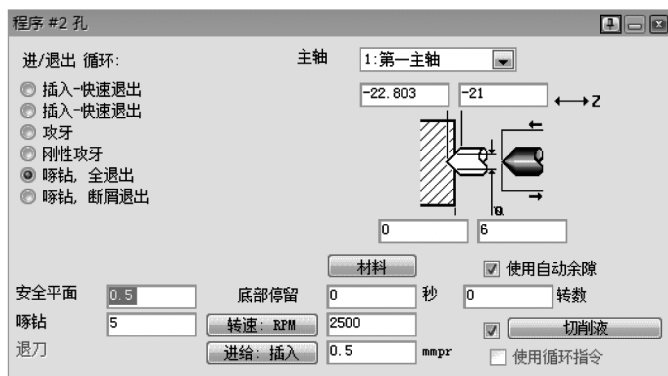 程序 #2 孔
进/退出 循环:
主轴
1:第一主轴
插入-快速退出
-22.803
-21
Z
插入-快速退出
攻牙
刚性攻牙
啄钻, 全退出
啄钻, 断屑退出
0
6
材料
使用自动余隙
安全平面
0.5
底部停留
0
秒
0
转数
啄钻
5
转速: RPM
2500
切削液
退刀
进给: 插入
0.5
mmpr
使用循环指令